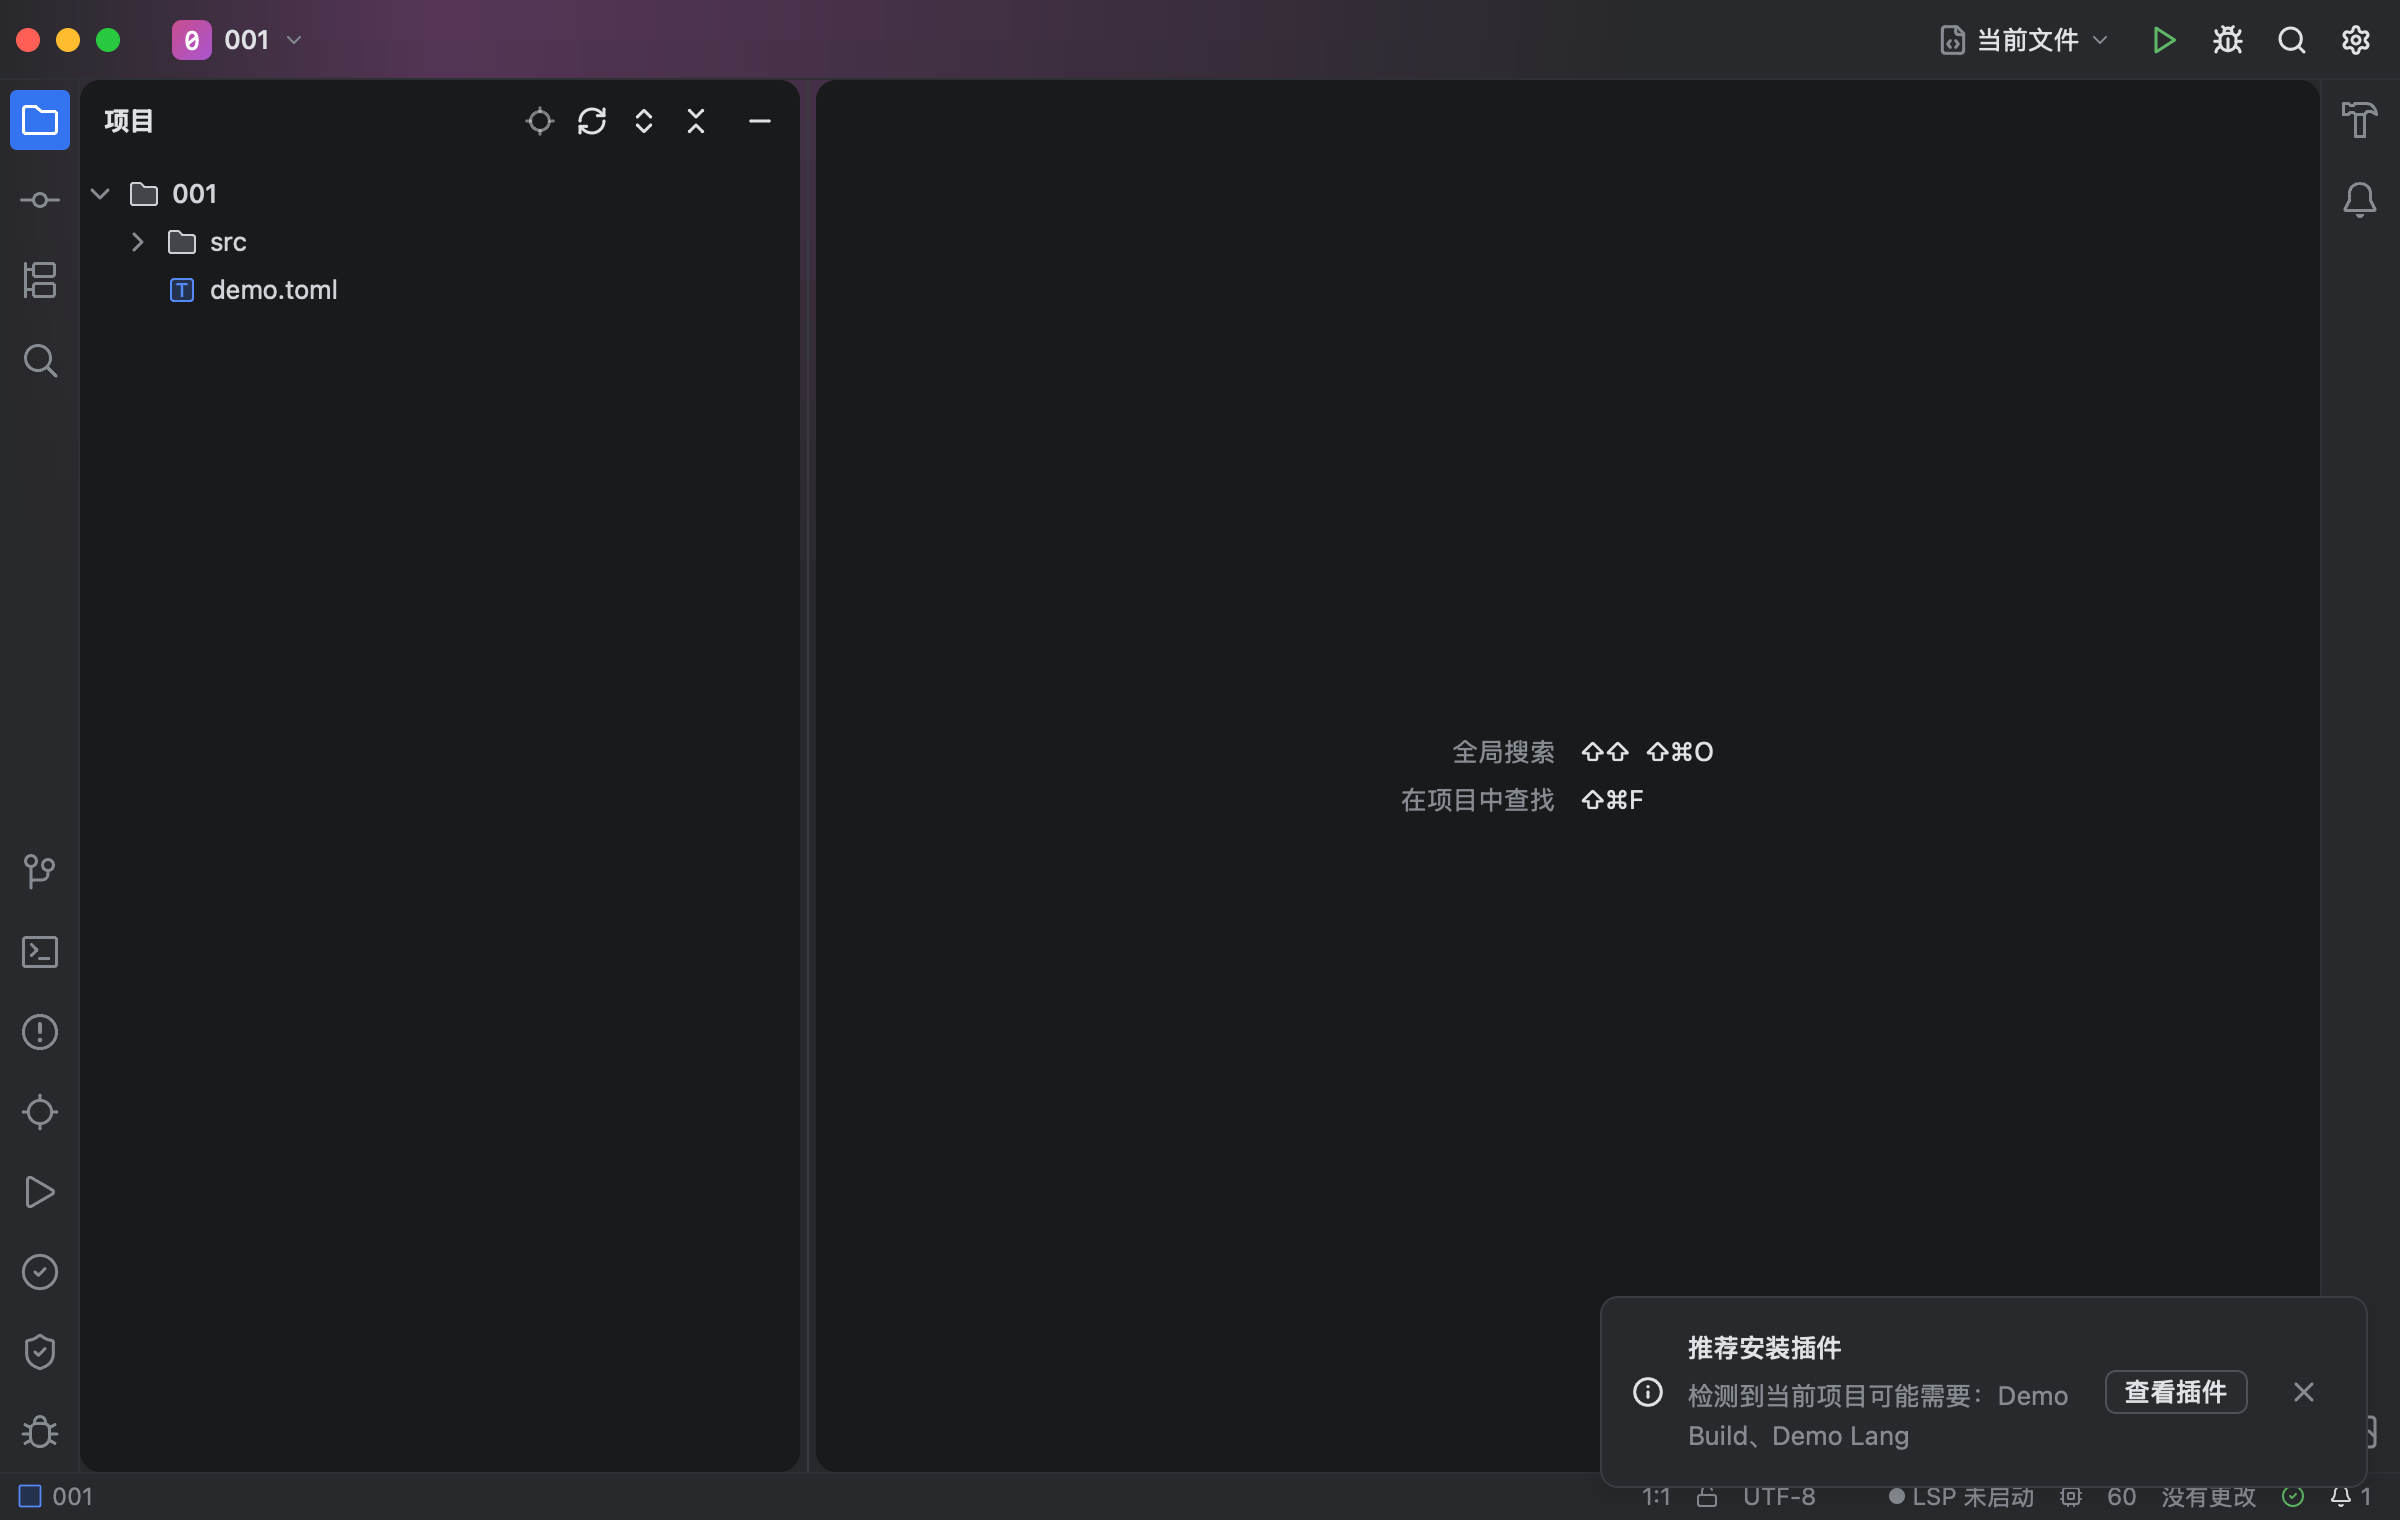 0 001
当前文件
项目
001
src
T demo.toml
全局搜索 ⇧⇧ ⇧⌘O
在项目中查找 ⇧⌘F
推荐安装插件
检测到当前项目可能需要：Demo
Build、Demo Lang
查看插件
001
1:1 UTF-8 LSP 未启动 60 没有更改 1